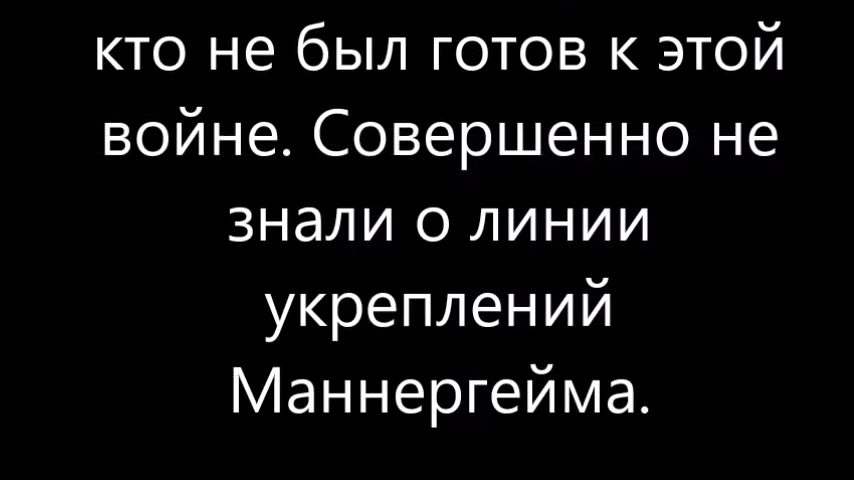 кто не был готов к этой
войне. Совершенно не
знали о линии
укреплений
Маннергейма.